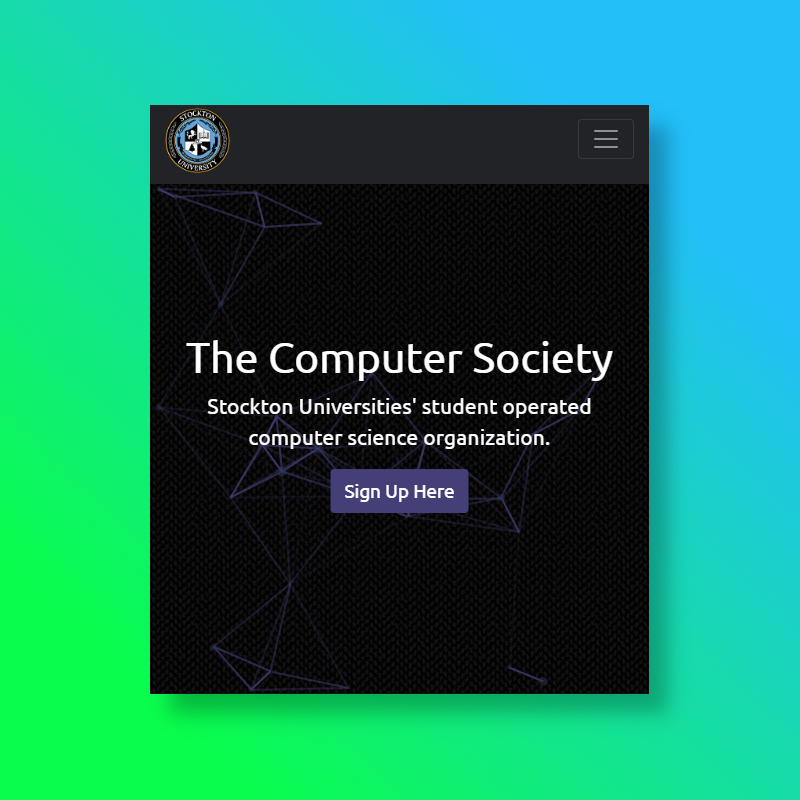 STOCKTON
UNIVERSITY
The Computer Society
Stockton Universities' student operated
computer science organization.
Sign Up Here